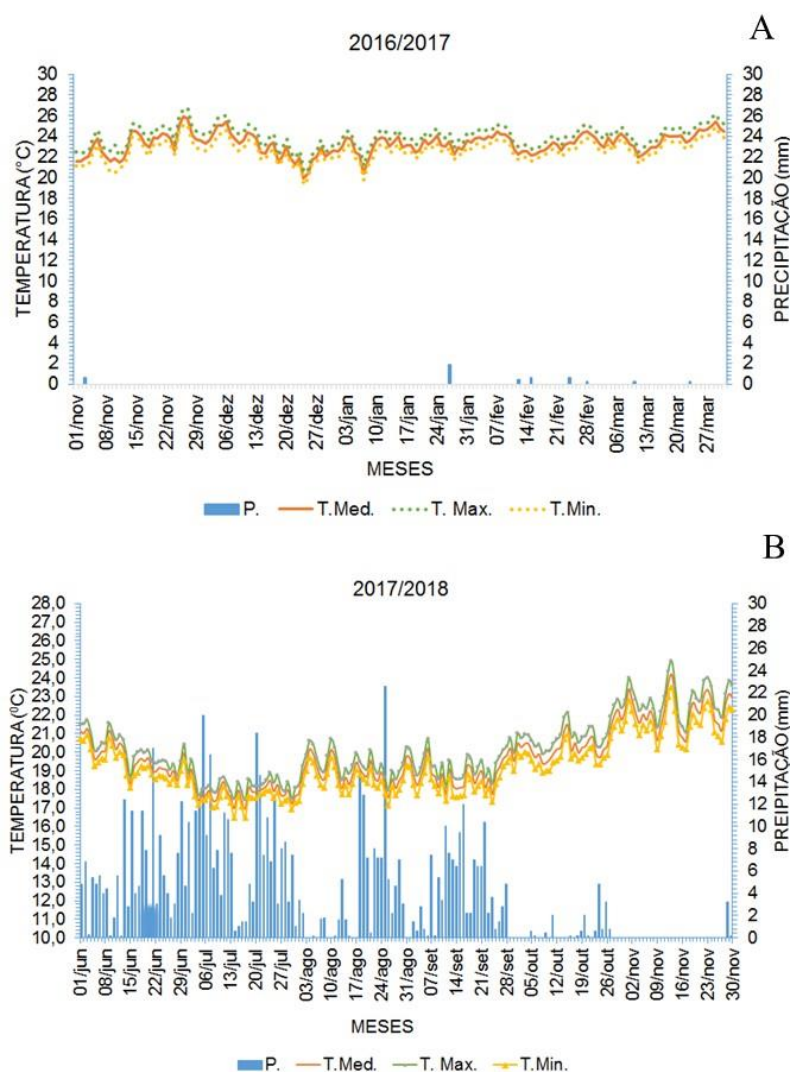 A
2016/2017
30
28
26
24
22
20
18
16
14
12
10
8
6
4
2
0
TEMPERATURA (°C)
30
28
26
24
22
20
18
16
14
12
10
8
6
4
2
0
PRECIPITAÇÃO (mm)
01/nov
08/nov
15/nov
22/nov
29/nov
06/dez
13/dez
20/dez
27/dez
03/jan
10/jan
17/jan
24/jan
31/jan
07/fev
14/fev
21/fev
28/fev
06/mar
13/mar
20/mar
27/mar
MESES
P. T.Med. T. Max. T.Min.
B
2017/2018
28,0
27,0
26,0
25,0
24,0
23,0
22,0
21,0
20,0
19,0
18,0
17,0
16,0
15,0
14,0
13,0
12,0
11,0
10,0
TEMPERATURA (⁰C)
30
28
26
24
22
20
18
16
14
12
10
8
6
4
2
0
PREIPITAÇÃO (mm)
01/jun
08/jun
15/jun
22/jun
29/jun
06/jul
13/jul
20/jul
27/jul
03/ago
10/ago
17/ago
24/ago
31/ago
07/set
14/set
21/set
28/set
05/out
12/out
19/out
26/out
02/nov
09/nov
16/nov
23/nov
30/nov
MESES
P. T.Med. T. Max. T.Min.